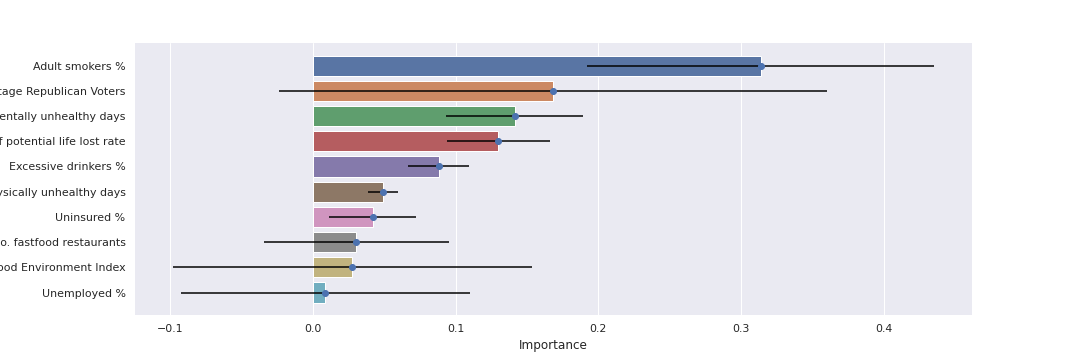 Adult smokers %
tage Republican Voters
entally unhealthy days
f potential life lost rate
Excessive drinkers %
ysically unhealthy days
Uninsured %
o. fastfood restaurants
ood Environment Index
Unemployed %
−0.1 0.0 0.1 0.2 0.3 0.4
Importance